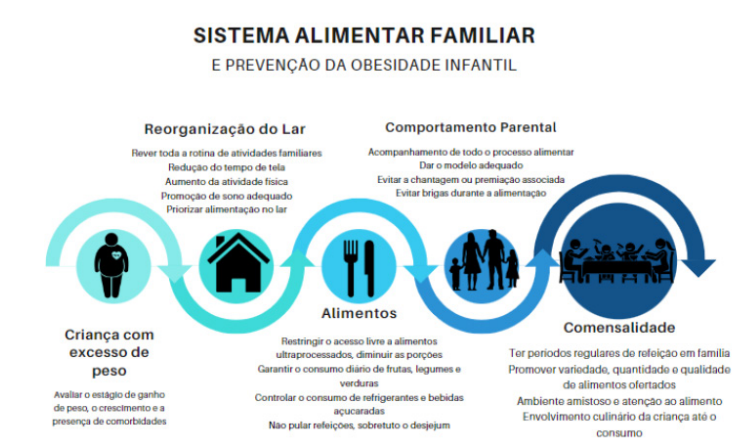 SISTEMA ALIMENTAR FAMILIAR
E PREVENÇÃO DA OBESIDADE INFANTIL
Reorganização do Lar
Rever toda a rotina de atividades familiares
Redução do tempo de tela
Aumento da atividade física
Promoção de sono adequado
Priorizar alimentação no lar
Comportamento Parental
Acompanhamento de todo o processo alimentar
Dar o modelo adequado
Evitar a chantagem ou premiação associada
Evitar brigas durante a alimentação
Criança com
excesso de
peso
Avaliar o estágio de ganho
de peso, o crescimento e a
presença de comorbidades
Alimentos
Restringir o acesso livre a alimentos
ultraprocessados, diminuir as porções
Garantir o consumo diário de frutas, legumes e
verduras
Controlar o consumo de refrigerantes e bebidas
açucaradas
Não pular refeições, sobretuto o desjejum
Comensalidade
Ter períodos regulares de refeição em família
Promover variedade, quantidade e qualidade
de alimentos ofertados
Ambiente amistoso e atenção ao alimento
Envolvimento culinário da criança até o
consumo